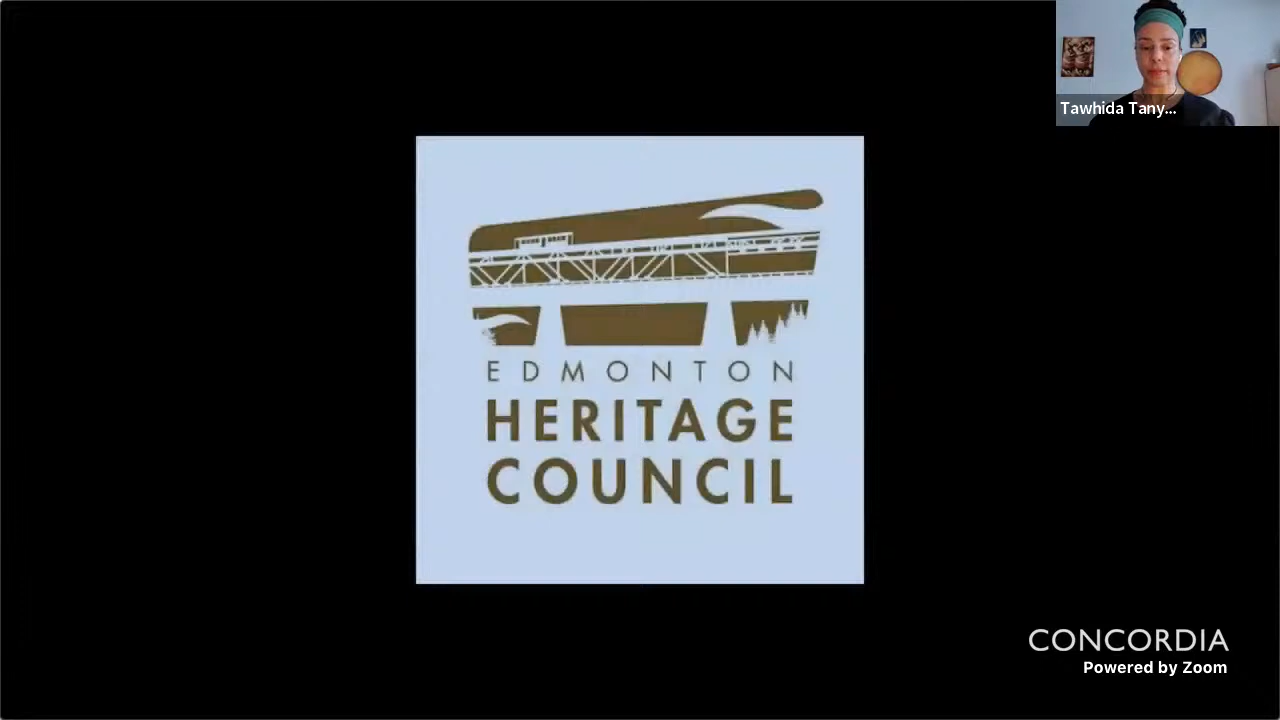 Tawhida Tany...
EDMONTON
HERITAGE
COUNCIL
CONCORDIA
Powered by Zoom